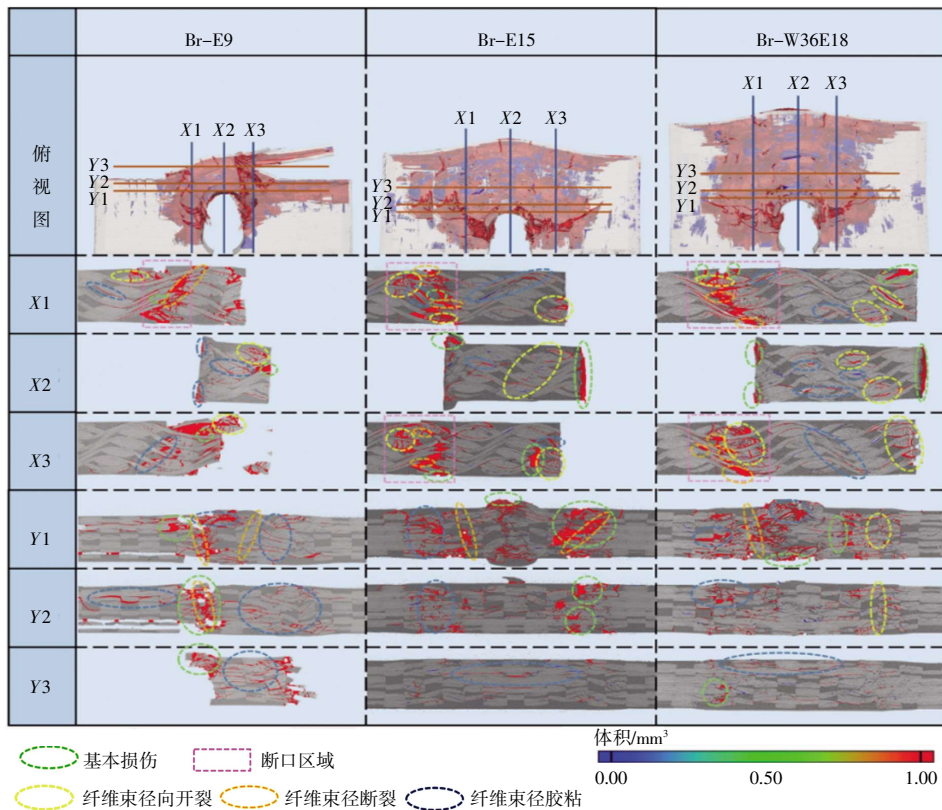 Br-E9 Br-E15 Br-W36E18
俯视图
X1 X2 X3
Y3
Y2
Y1
X1 X2 X3
Y3
Y2
Y1
X1 X2 X3
Y3
Y2
Y1
X1
X2
X3
Y1
Y2
Y3
基本损伤 断口区域
纤维束径向开裂 纤维束径断裂 纤维束径胶粘
体积/mm³
0.00 0.50 1.00